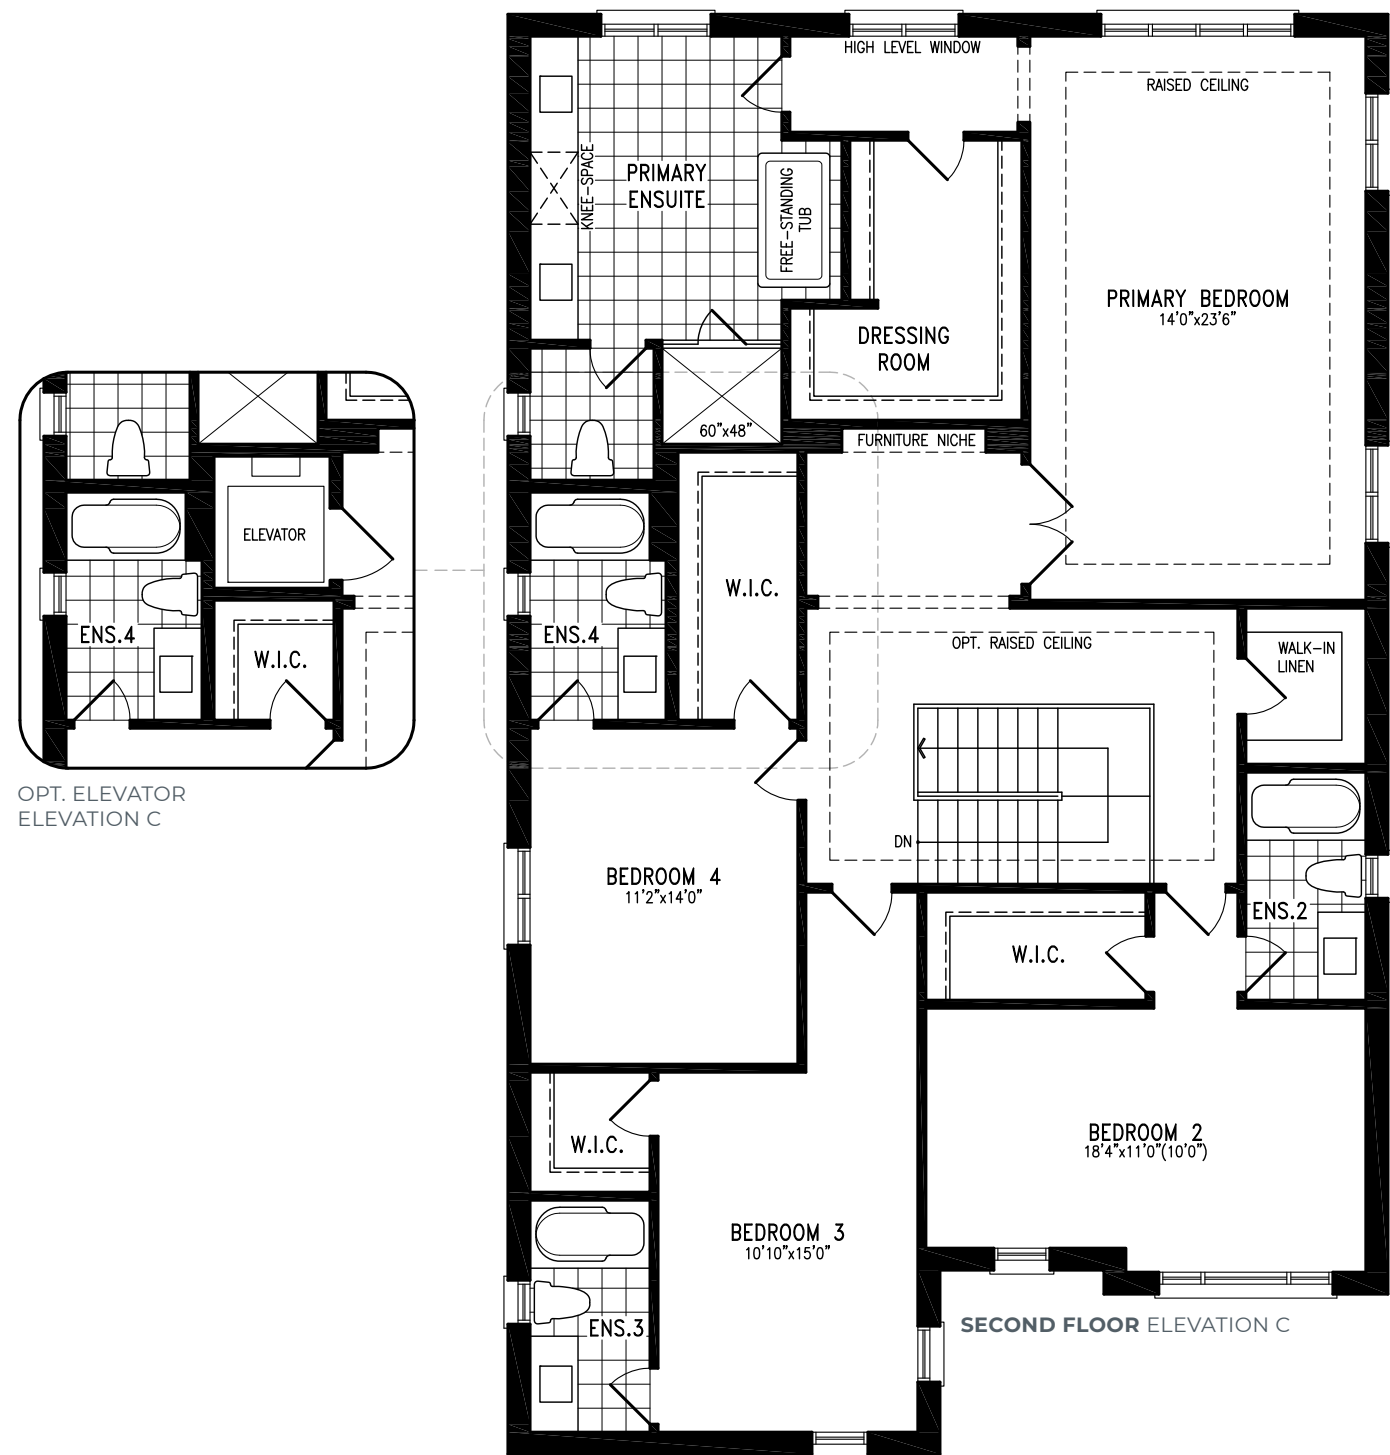 HIGH LEVEL WINDOW
RAISED CEILING
KNEE-SPACE
PRIMARY
ENSUITE
FREE-STANDING
TUB
PRIMARY BEDROOM
14'0"x23'6"
DRESSING
ROOM
60"x48"
FURNITURE NICHE
ELEVATOR
ENS.4
W.I.C.
OPT. ELEVATOR
ELEVATION C
W.I.C.
ENS.4
OPT. RAISED CEILING
WALK-IN
LINEN
DN
BEDROOM 4
11'2"x14'0"
ENS.2
W.I.C.
BEDROOM 2
18'4"x11'0"(10'0")
W.I.C.
BEDROOM 3
10'10"x15'0"
ENS.3
SECOND FLOOR ELEVATION C